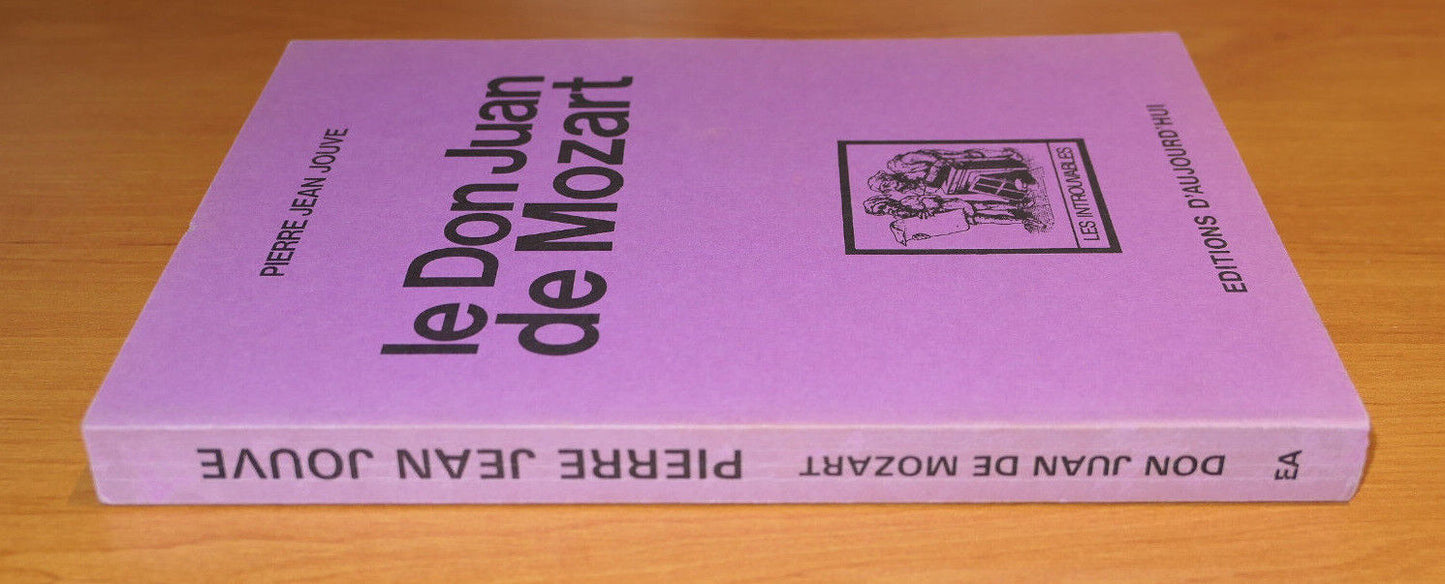 PIERRE JEAN JOUVE
le Don Juan
de Mozart
LES INTROUVABLES
EDITIONS D'AUJOURD'HUI
EA
DON JUAN DE MOZART
PIERRE JEAN JOUVE